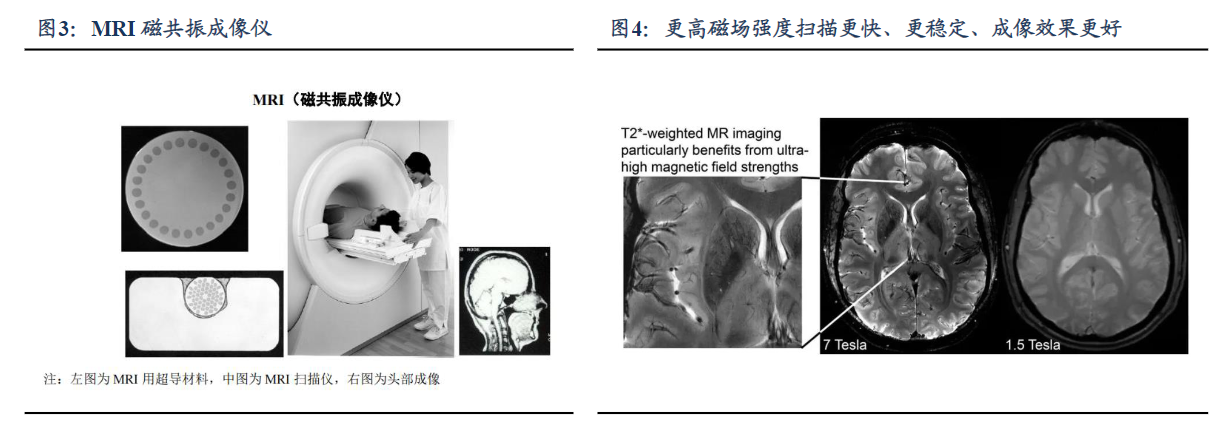 图3：MRI 磁共振成像仪
MRI（磁共振成像仪）
注：左图为 MRI 用超导材料，中图为 MRI 扫描仪，右图为头部成像
图4：更高磁场强度扫描更快、更稳定、成像效果更好
T2*-weighted MR imaging
particularly benefits from ultra-
high magnetic field strengths
7 Tesla
1.5 Tesla